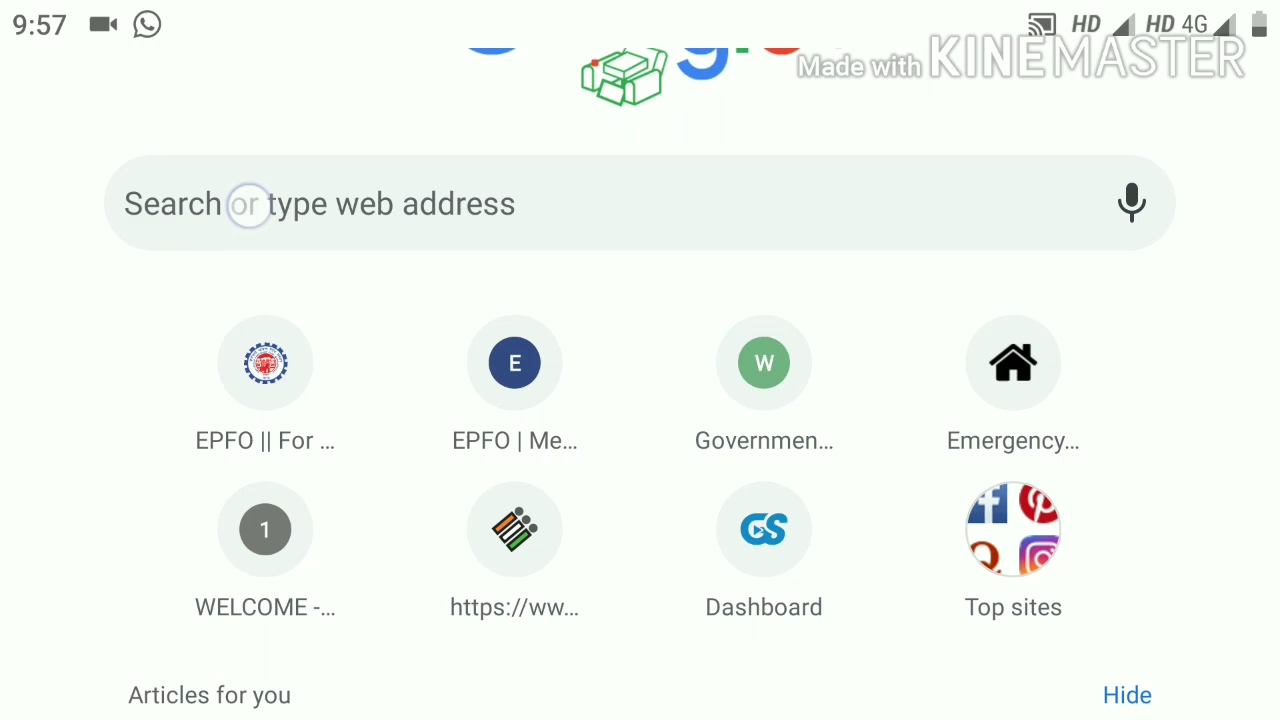 9:57 HD HD 4G
Made with KINEMASTER
Search or type web address
E W
EPFO || For ... EPFO | Me... Governmen... Emergency...
1
WELCOME -... https://ww... Dashboard Top sites
Articles for you Hide